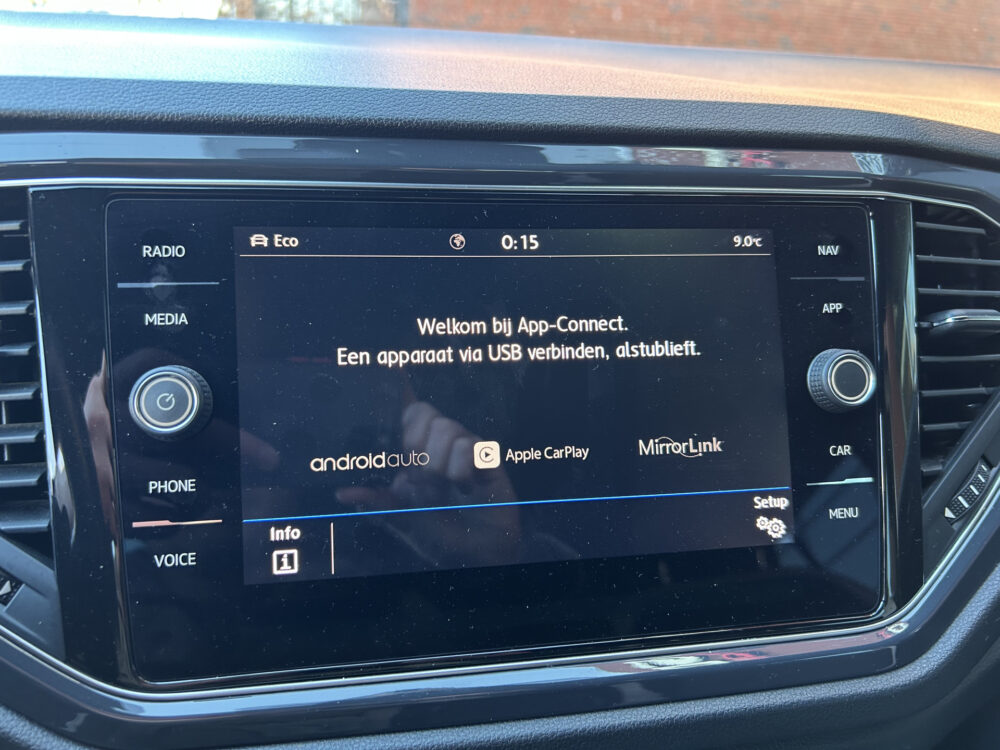 RADIO
MEDIA
PHONE
VOICE
Eco 0:15 9.0°C
Welkom bij App-Connect.
Een apparaat via USB verbinden, alstublieft.
androidauto Apple CarPlay MirrorLink
Info Setup
NAV
APP
CAR
MENU